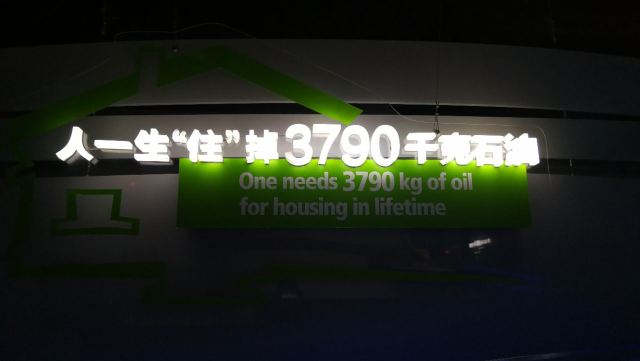 人一生“住”掉3790千克石油
One needs 3790 kg of oil
for housing in lifetime